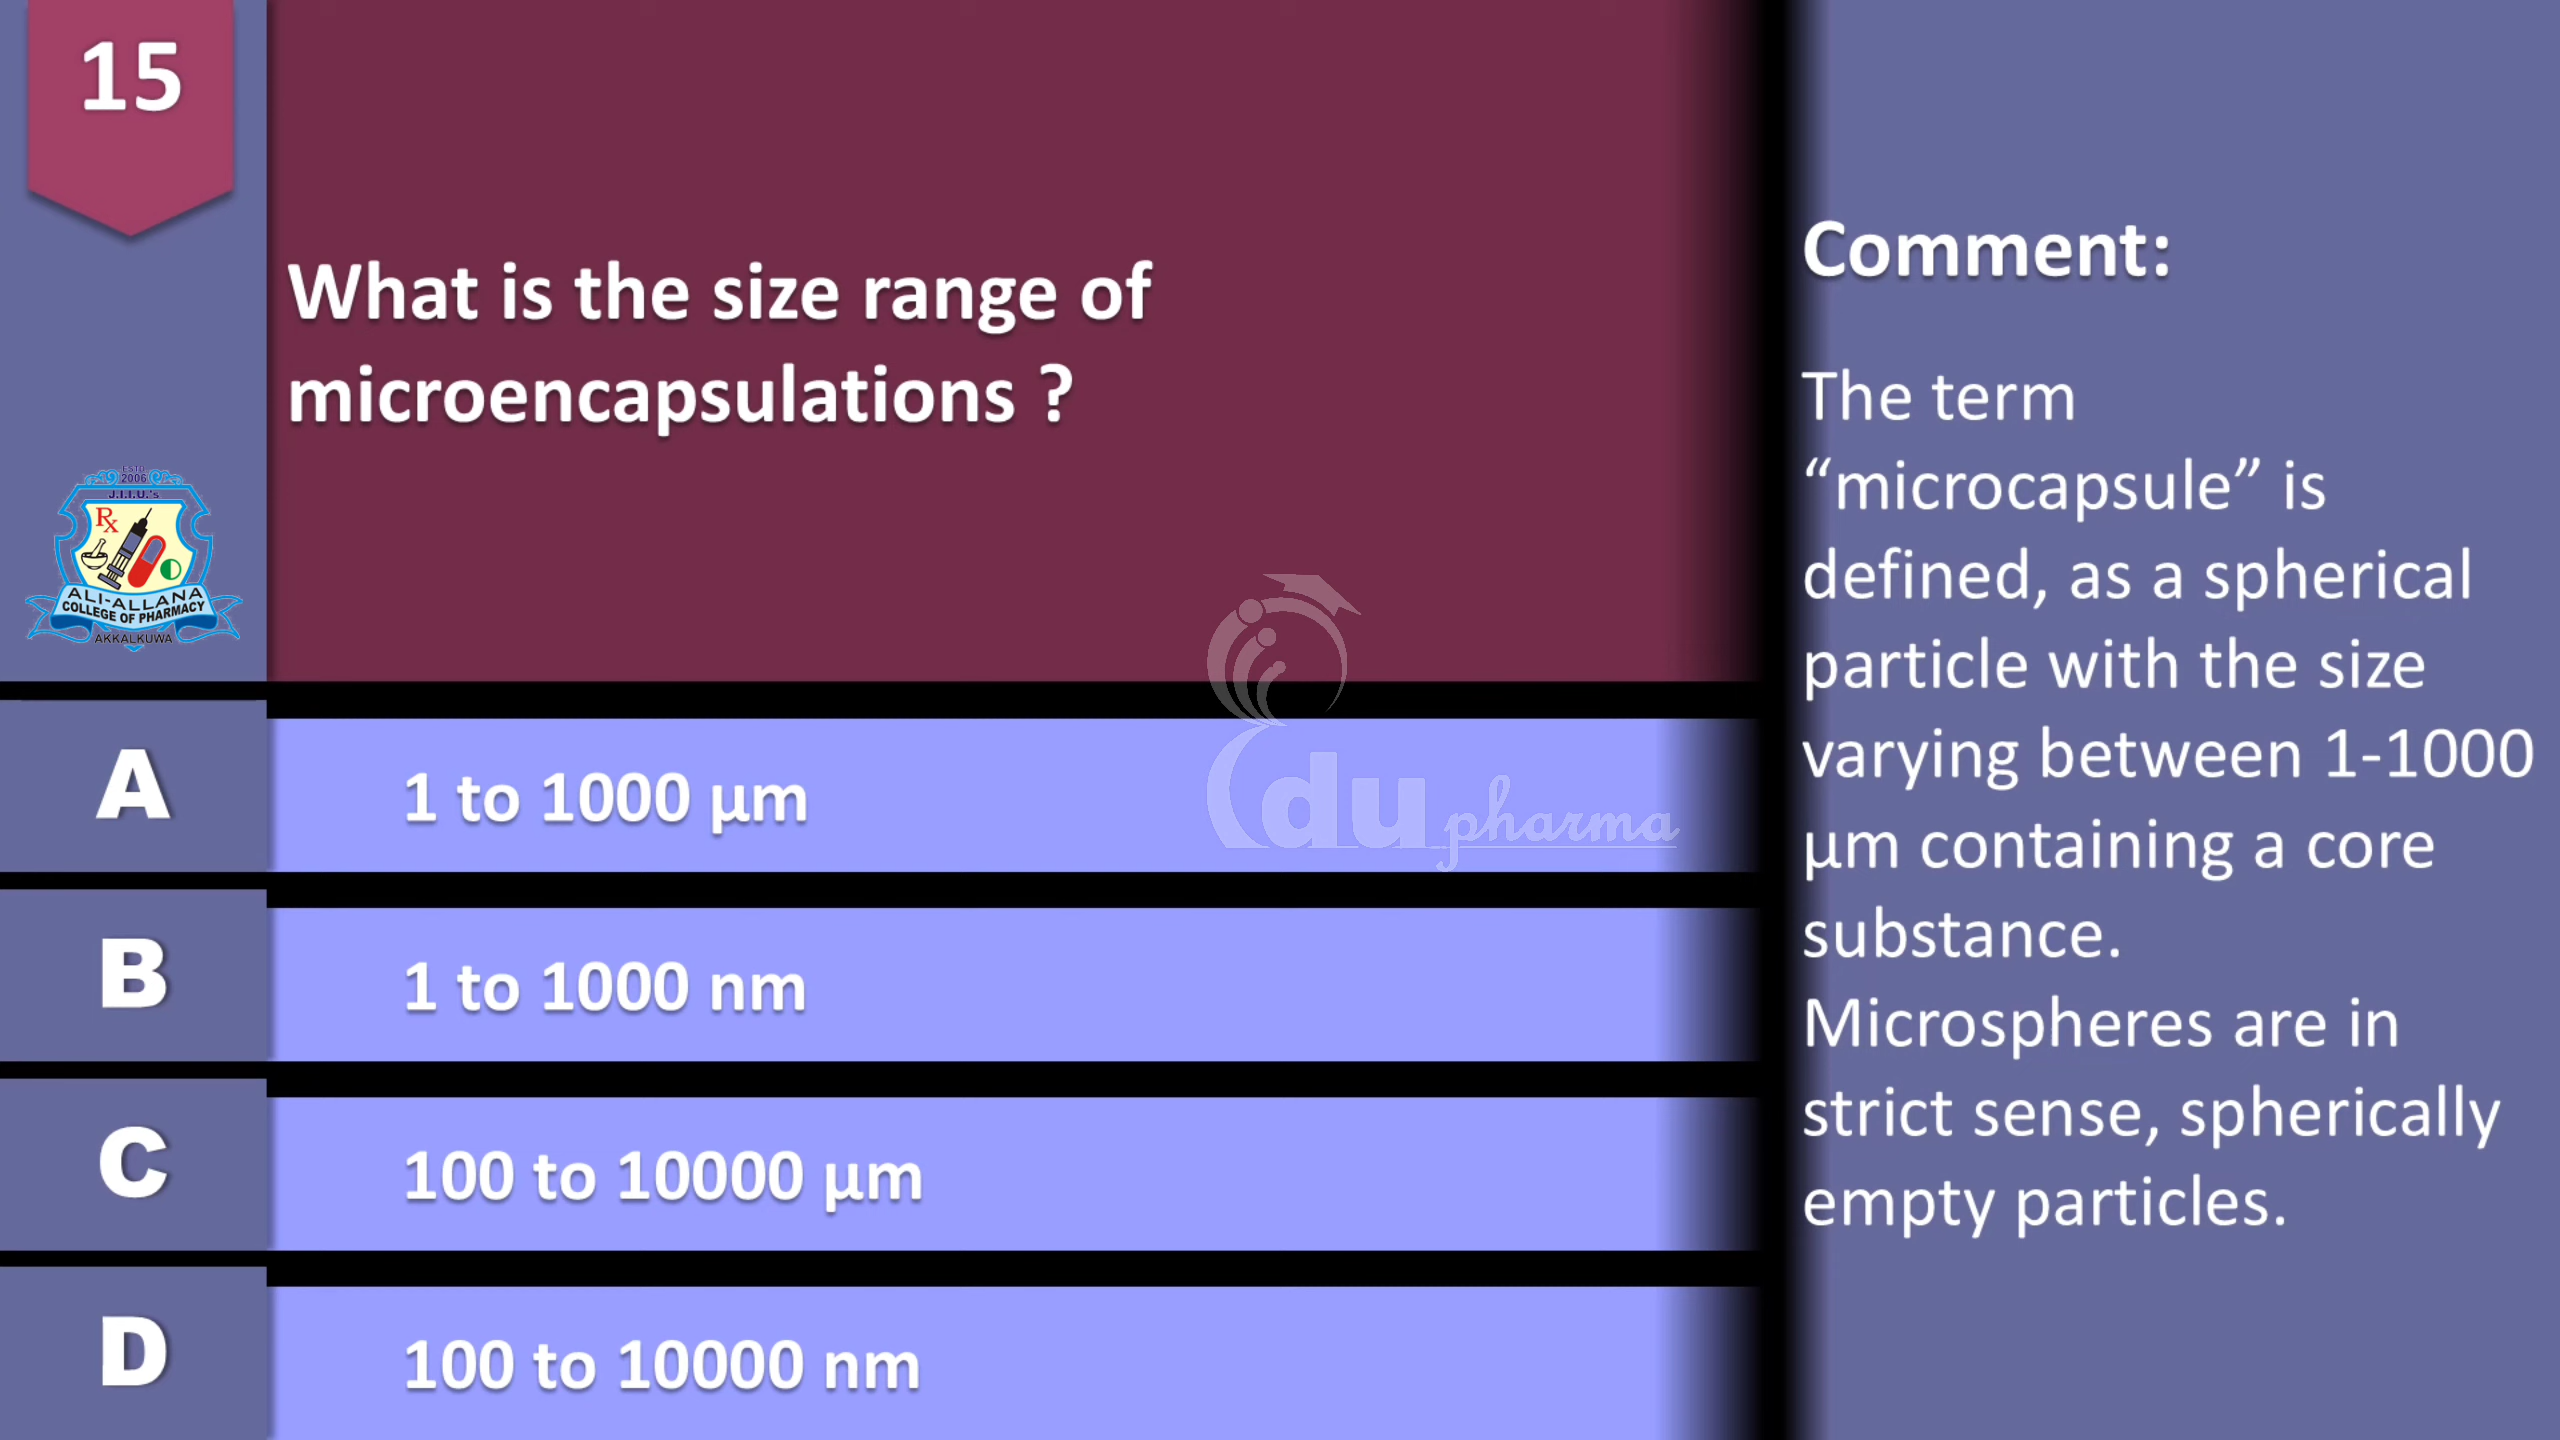 15
What is the size range of
microencapsulations ?
ESTD
2006
J.I.I.U.'s
Rx
ALI-ALLANA
COLLEGE OF PHARMACY
AKKALKUWA
A
1 to 1000 µm
B
1 to 1000 nm
C
100 to 10000 µm
D
100 to 10000 nm
du pharma
Comment:
The term
“microcapsule” is
defined, as a spherical
particle with the size
varying between 1-1000
µm containing a core
substance.
Microspheres are in
strict sense, spherically
empty particles.